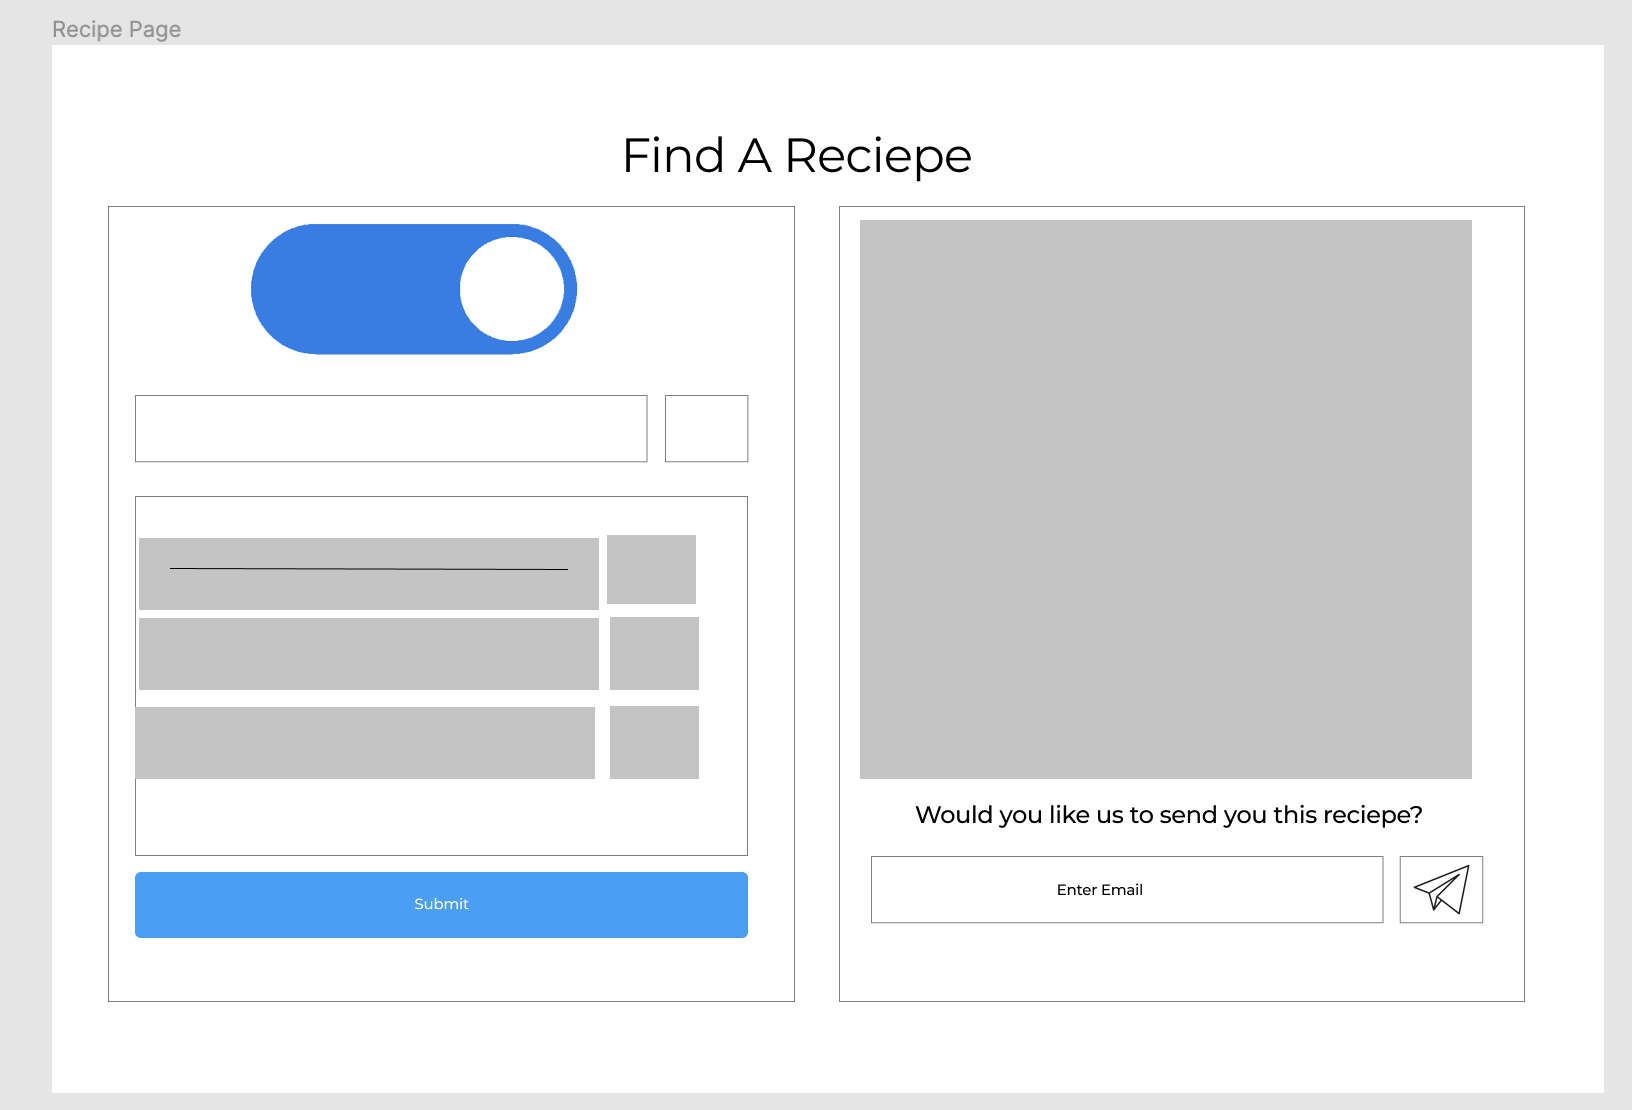 Recipe Page
Find A Reciepe
Submit
Would you like us to send you this reciepe?
Enter Email